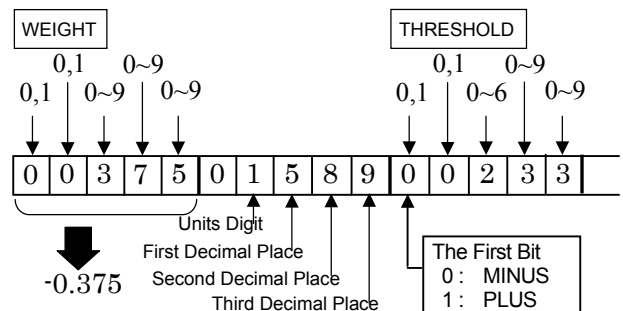 WEIGHT THRESHOLD
0,1 0~9 0,1 0~9
0,1 0~9 0~9 0,1 0~6 0~9
0 0 3 7 5 0 1 5 8 9 0 0 2 3 3
Units Digit
First Decimal Place
Second Decimal Place
Third Decimal Place
-0.375
The First Bit
0 : MINUS
1 : PLUS